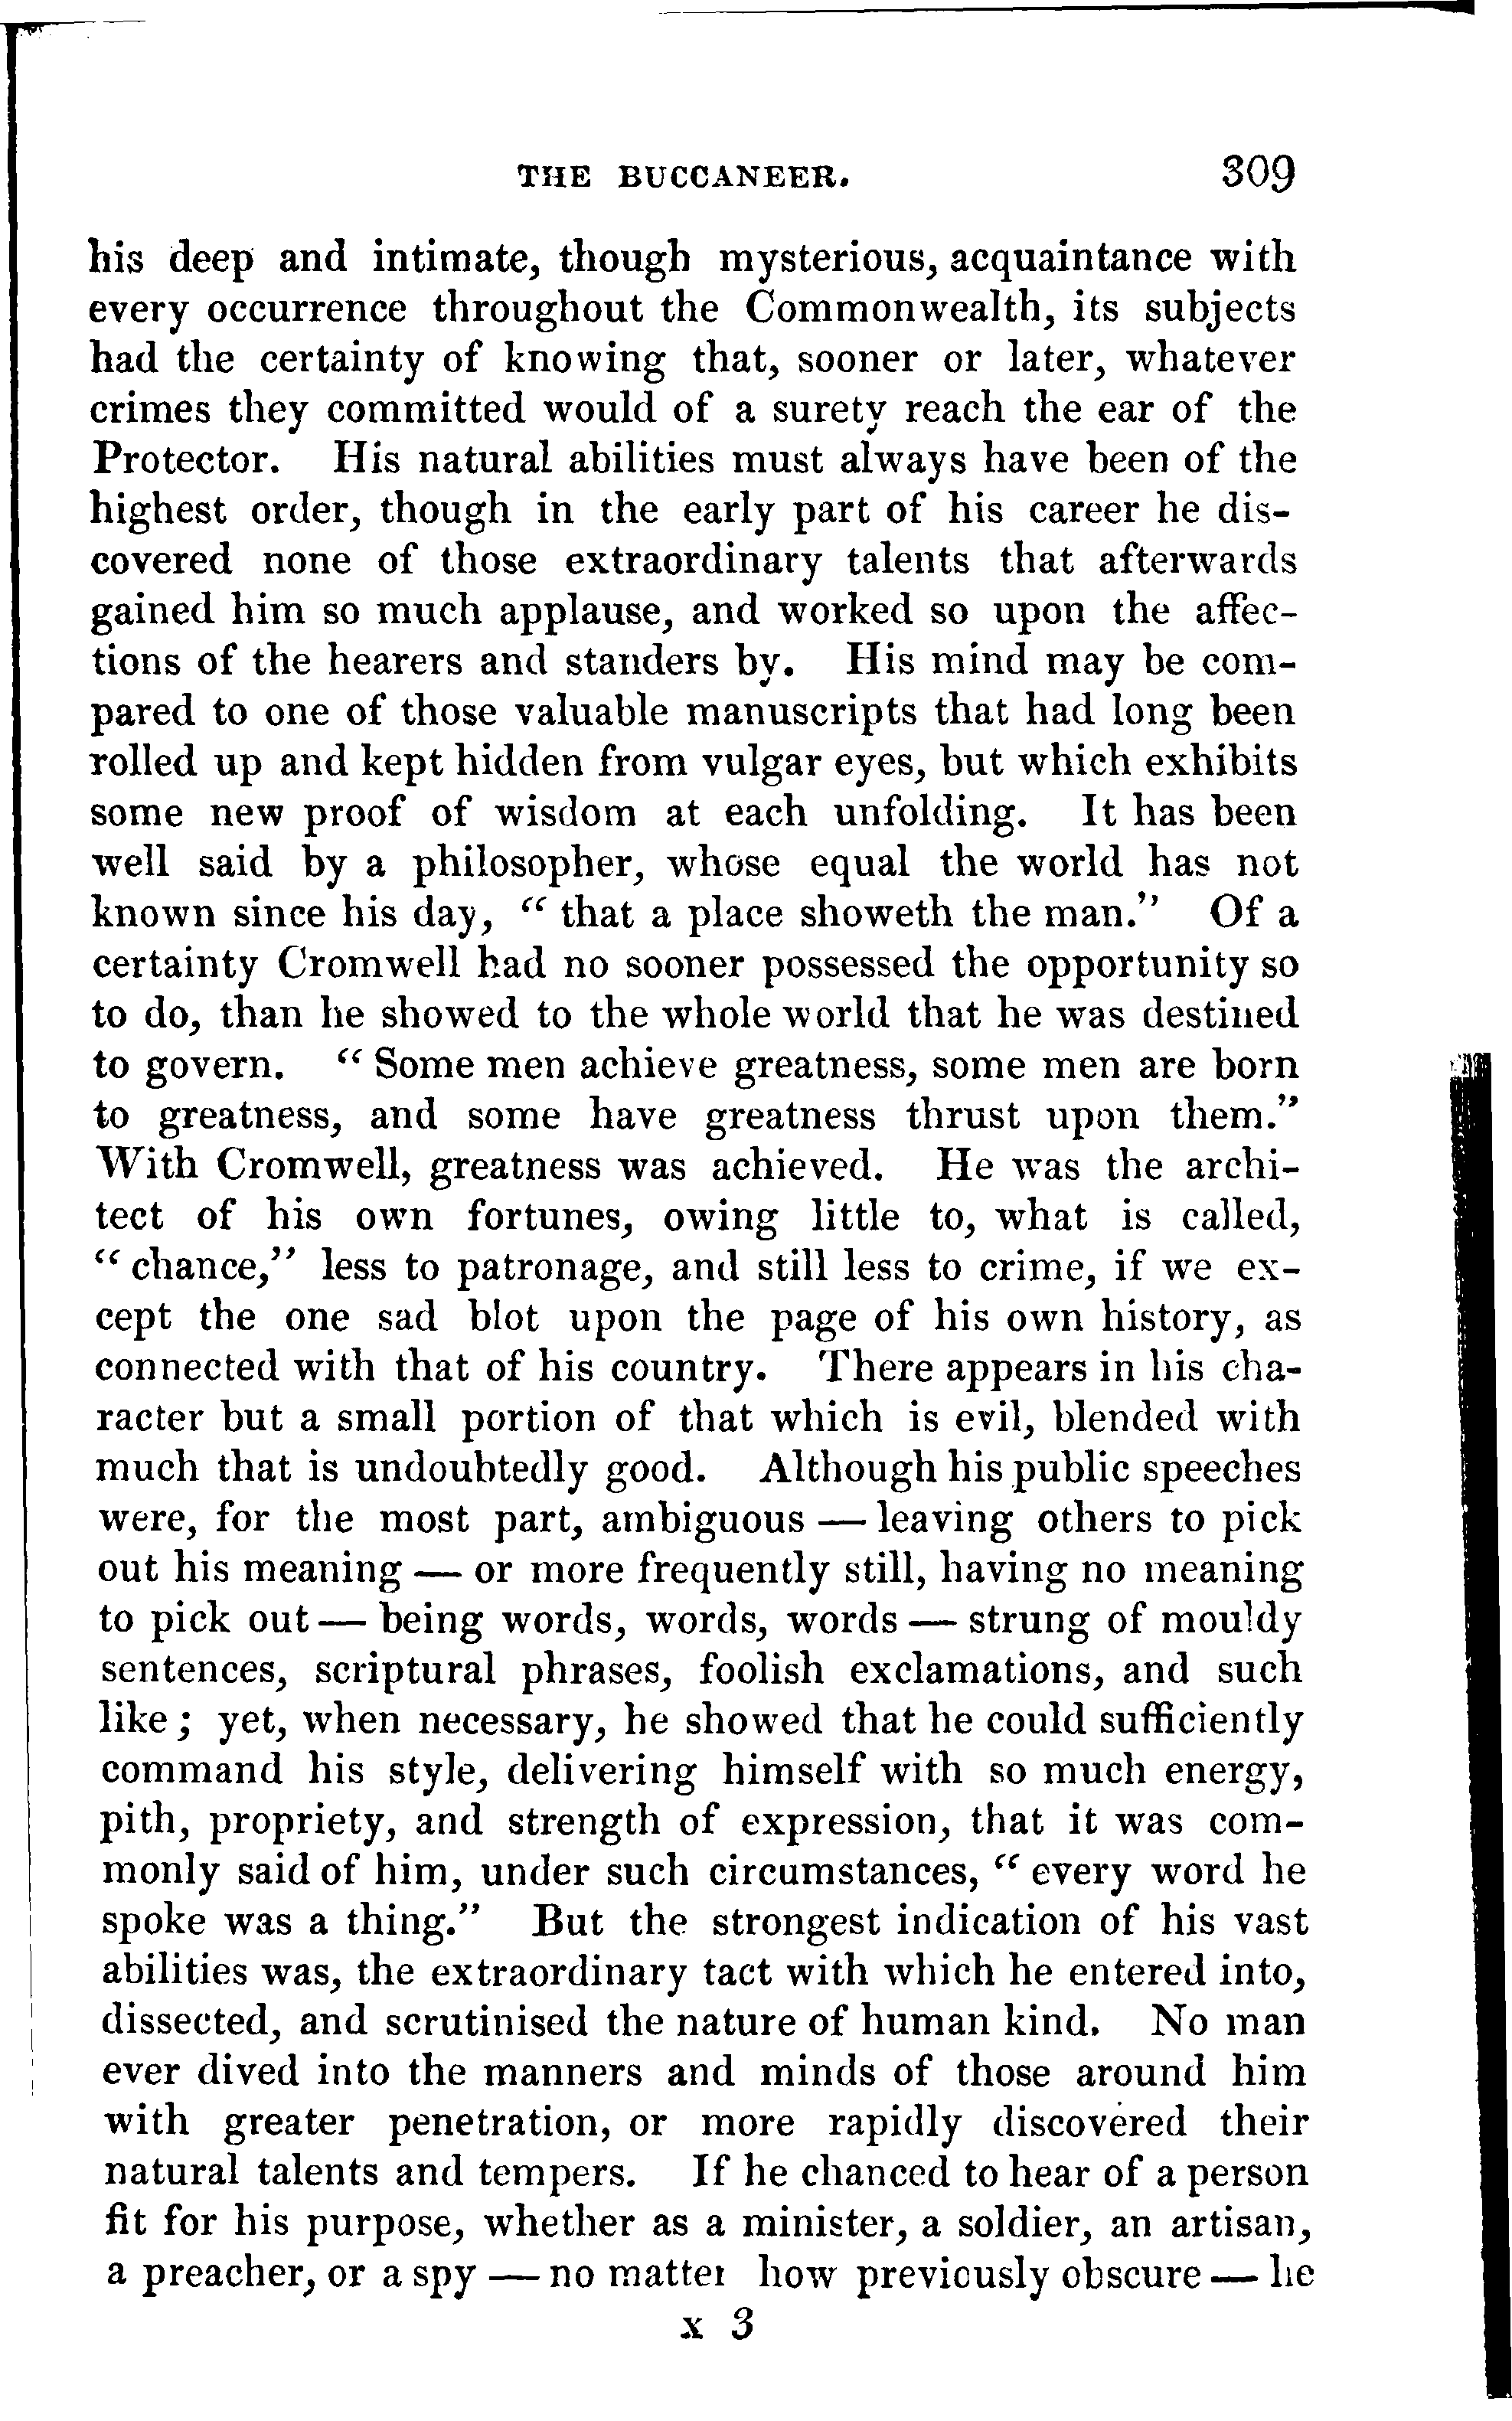 THE BUCCANEER. 309
his deep and intimate, though mysterious, acquaintance with
every occurrence throughout the Commonwealth, its subjects
had the certainty of knowing that, sooner or later, whatever
crimes they committed would of a surety reach the ear of the
Protector. His natural abilities must always have been of the
highest order, though in the early part of his career he dis-
covered none of those extraordinary talents that afterwards
gained him so much applause, and worked so upon the affec-
tions of the hearers and standers by. His mind may be com-
pared to one of those valuable manuscripts that had long been
rolled up and kept hidden from vulgar eyes, but which exhibits
some new proof of wisdom at each unfolding. It has been
well said by a philosopher, whose equal the world has not
known since his day, “ that a place showeth the man.” Of a
certainty Cromwell had no sooner possessed the opportunity so
to do, than he showed to the whole world that he was destined
to govern. “ Some men achieve greatness, some men are born
to greatness, and some have greatness thrust upon them.”
With Cromwell, greatness was achieved. He was the archi-
tect of his own fortunes, owing little to, what is called,
“ chance,” less to patronage, and still less to crime, if we ex-
cept the one sad blot upon the page of his own history, as
connected with that of his country. There appears in his cha-
racter but a small portion of that which is evil, blended with
much that is undoubtedly good. Although his public speeches
were, for the most part, ambiguous — leaving others to pick
out his meaning — or more frequently still, having no meaning
to pick out — being words, words, words — strung of mouldy
sentences, scriptural phrases, foolish exclamations, and such
like ; yet, when necessary, he showed that he could sufficiently
command his style, delivering himself with so much energy,
pith, propriety, and strength of expression, that it was com-
monly said of him, under such circumstances, “ every word he
spoke was a thing.” But the strongest indication of his vast
abilities was, the extraordinary tact with which he entered into,
dissected, and scrutinised the nature of human kind. No man
ever dived into the manners and minds of those around him
with greater penetration, or more rapidly discovered their
natural talents and tempers. If he chanced to hear of a person
fit for his purpose, whether as a minister, a soldier, an artisan,
a preacher, or a spy — no matter how previously obscure — he
x 3